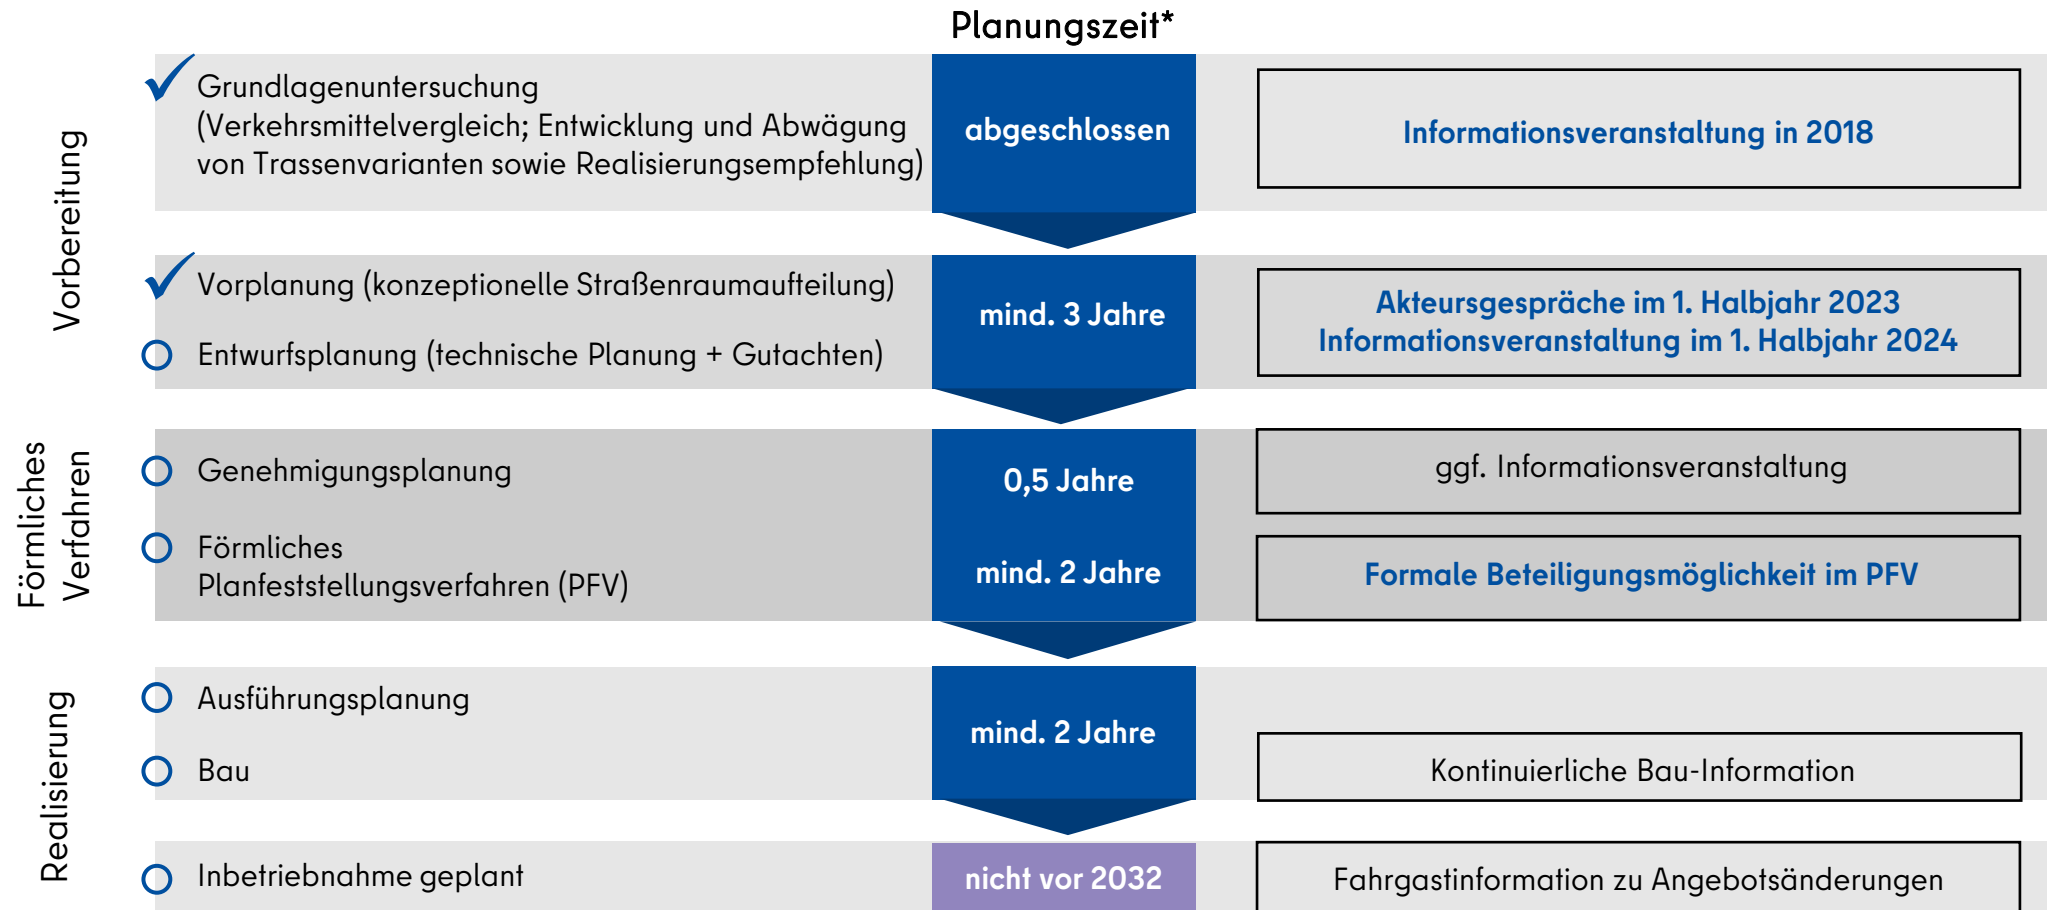 Planungszeit*
Vorbereitung
Grundlagenuntersuchung
(Verkehrsmittelvergleich; Entwicklung und Abwägung
von Trassenvarianten sowie Realisierungsempfehlung)
abgeschlossen
Informationsveranstaltung in 2018
Vorplanung (konzeptionelle Straßenraumaufteilung)
Entwurfsplanung (technische Planung + Gutachten)
mind. 3 Jahre
Akteursgespräche im 1. Halbjahr 2023
Informationsveranstaltung im 1. Halbjahr 2024
Förmliches
Verfahren
Genehmigungsplanung
0,5 Jahre
ggf. Informationsveranstaltung
Förmliches
Planfeststellungsverfahren (PFV)
mind. 2 Jahre
Formale Beteiligungsmöglichkeit im PFV
Realisierung
Ausführungsplanung
Bau
mind. 2 Jahre
Kontinuierliche Bau-Information
Inbetriebnahme geplant
nicht vor 2032
Fahrgastinformation zu Angebotsänderungen